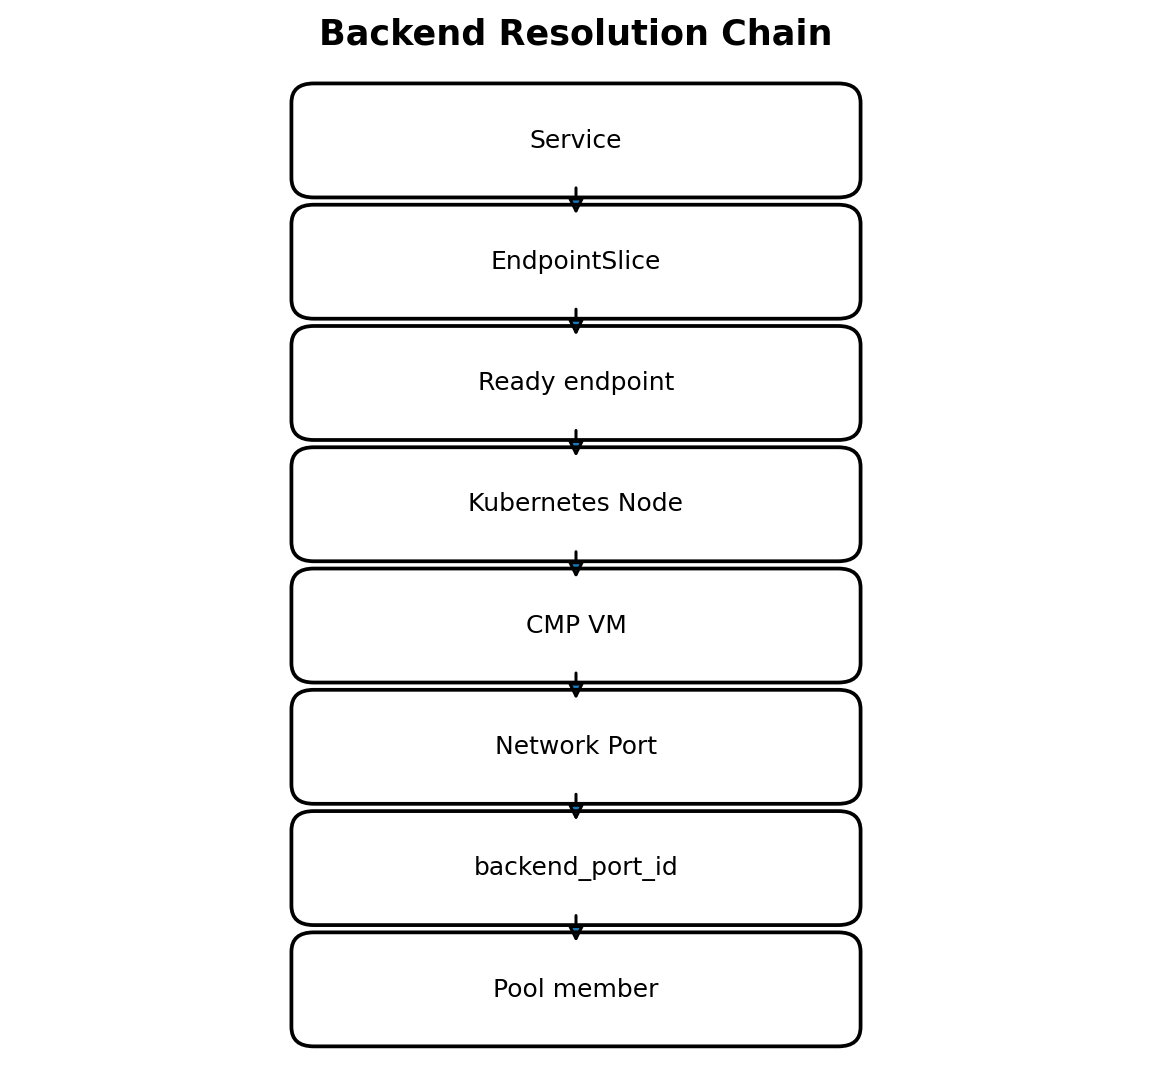 Backend Resolution Chain
Service
EndpointSlice
Ready endpoint
Kubernetes Node
CMP VM
Network Port
backend_port_id
Pool member